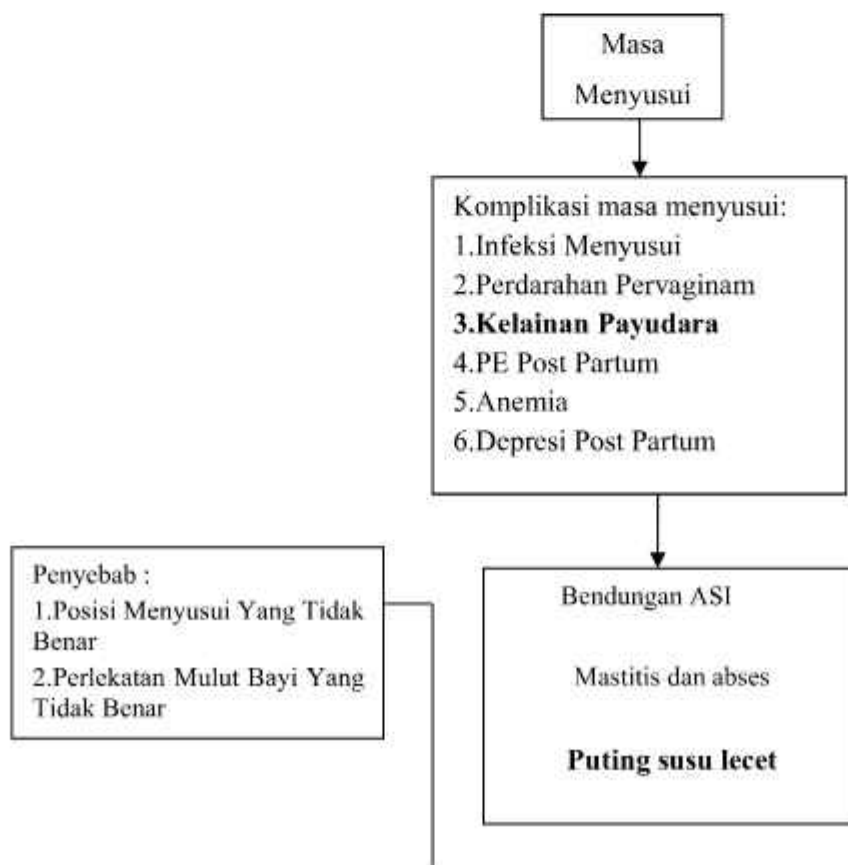 Masa
Menyusui
Komplikasi masa menyusui:
1.Infeksi Menyusui
2.Perdarahan Pervaginam
3.Kelainan Payudara
4.PE Post Partum
5.Anemia
6.Depresi Post Partum
Penyebab :
1.Posisi Menyusui Yang Tidak
Benar
2.Perlekatan Mulut Bayi Yang
Tidak Benar
Bendungan ASI
Mastitis dan abses
Puting susu lecet